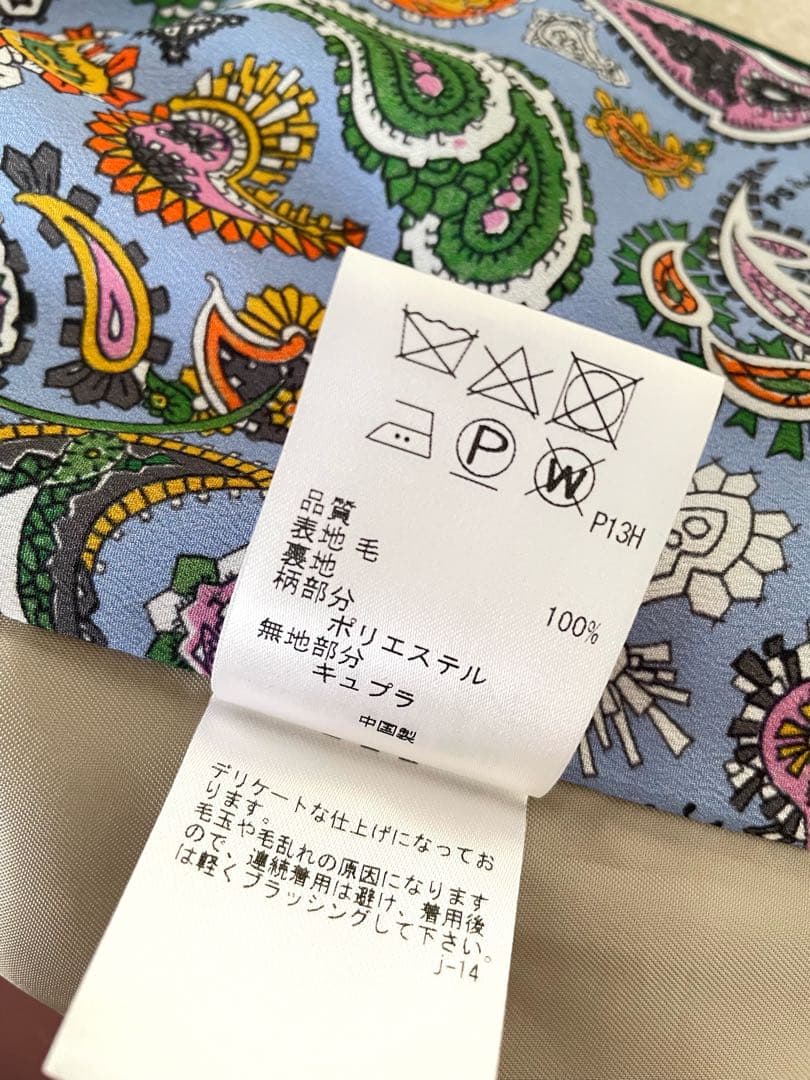 P
W
P13H
品質
表地 毛 100%
裏地
柄部分
ポリエステル
無地部分
キュプラ
中国製
デリケートな仕上げになってお
ります。
毛玉や毛乱れの原因になります
ので、連続着用は避け、着用後
は軽くブラッシングして下さい。
j-14